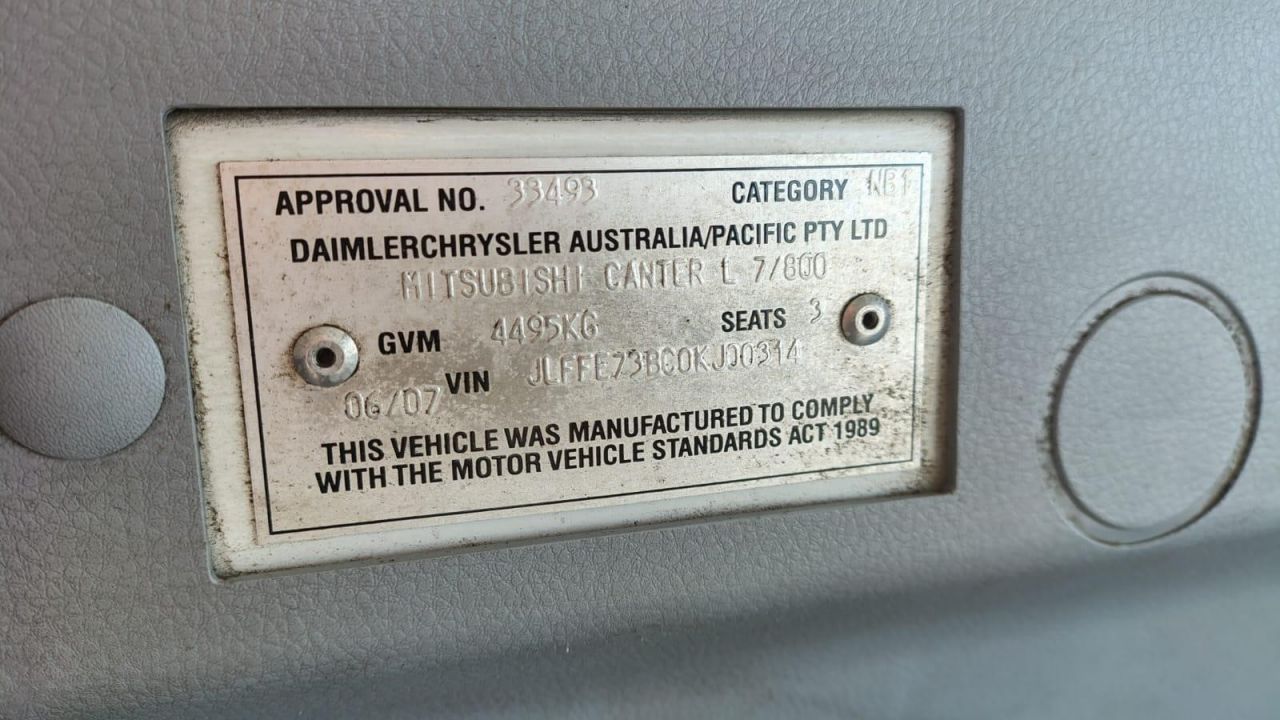 APPROVAL NO. 33493 CATEGORY NB1
DAIMLERCHRYSLER AUSTRALIA/PACIFIC PTY LTD
MITSUBISHI CANTER L 7/800
GVM 4495KG SEATS 3
VIN JLFFE73BC0KJ00314
06/07
THIS VEHICLE WAS MANUFACTURED TO COMPLY
WITH THE MOTOR VEHICLE STANDARDS ACT 1989